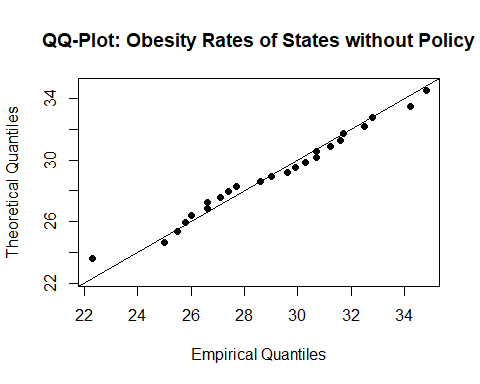 QQ-Plot: Obesity Rates of States without Policy
Theoretical Quantiles
34
30
26
22
22 24 26 28 30 32 34
Empirical Quantiles